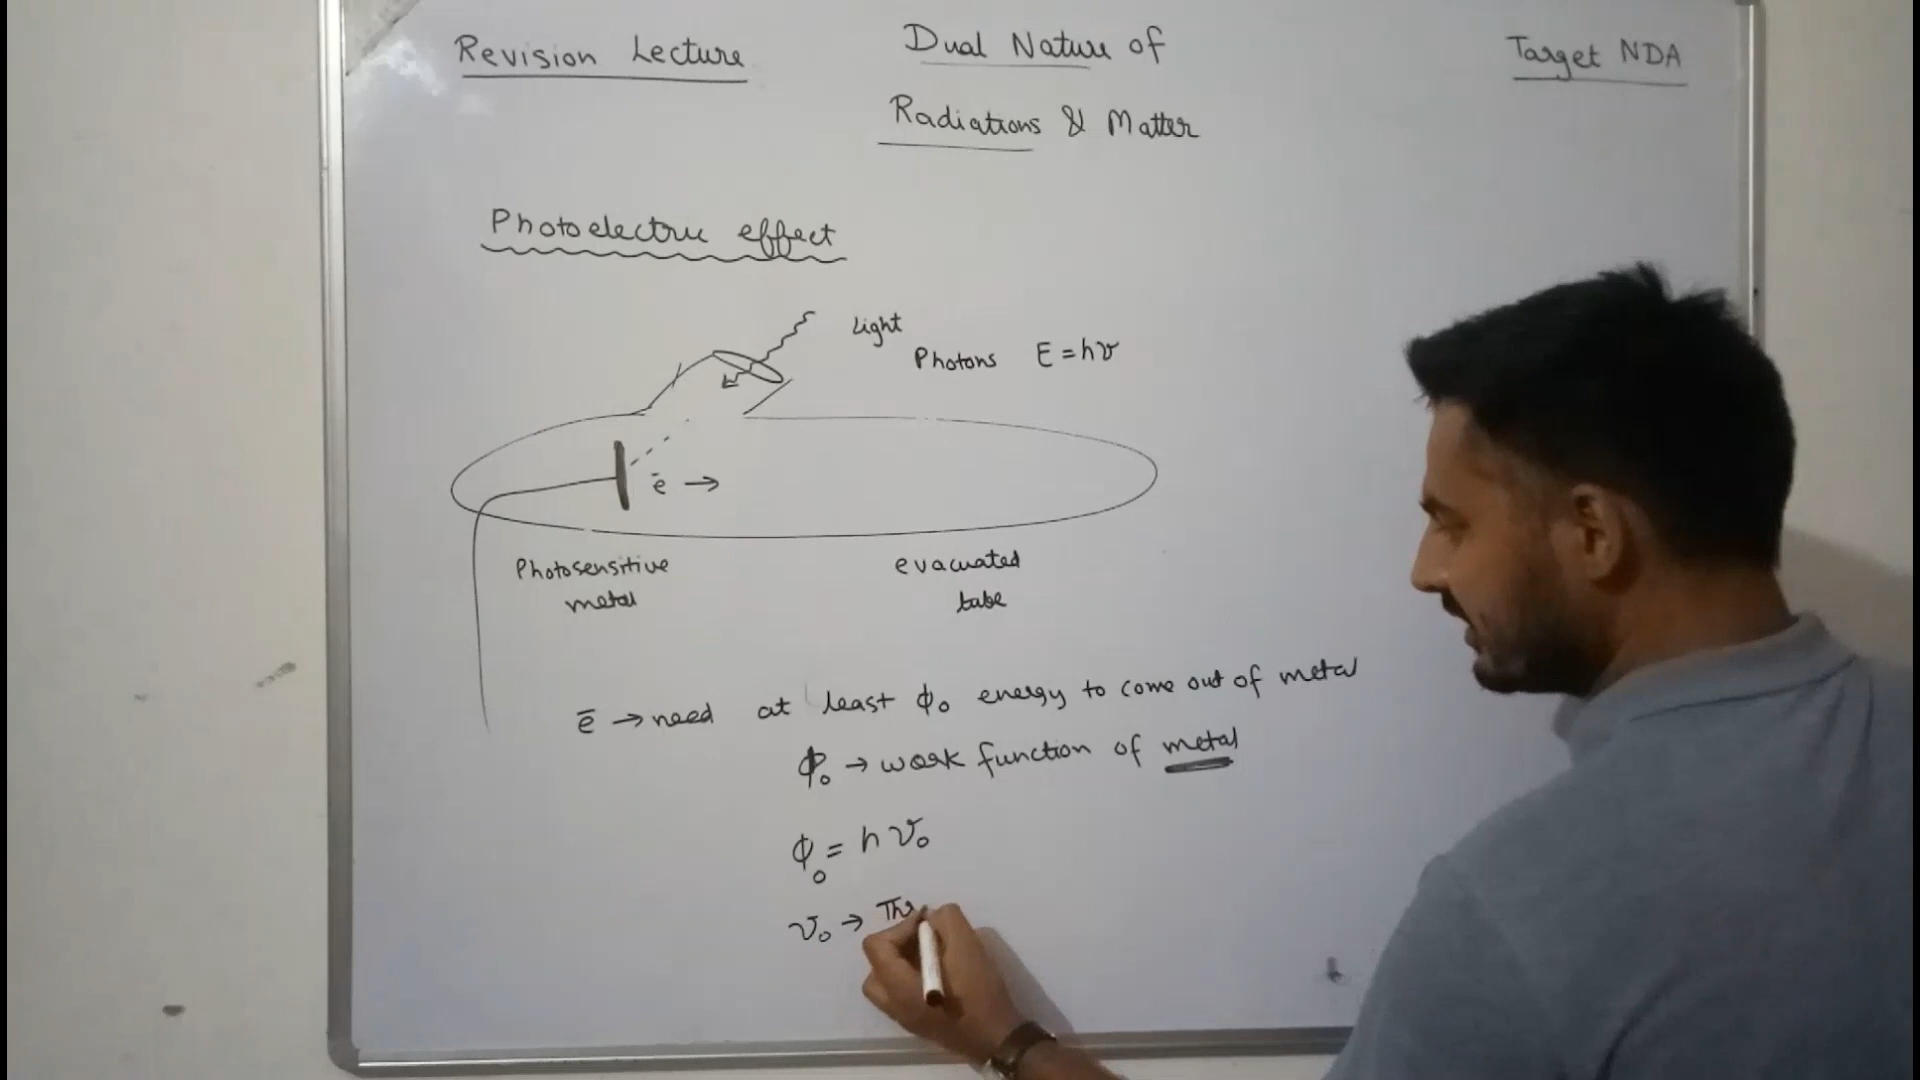 Revision Lecture
Dual Nature of
Radiations & Matter
Target NDA
Photoelectric effect
Light
Photons E = hν
ē →
Photosensitive
metal
evacuated
tube
ē → need at least ϕ₀ energy to come out of metal
ϕ₀ → work function of metal
ϕ₀ = hν₀
ν₀ → Thr